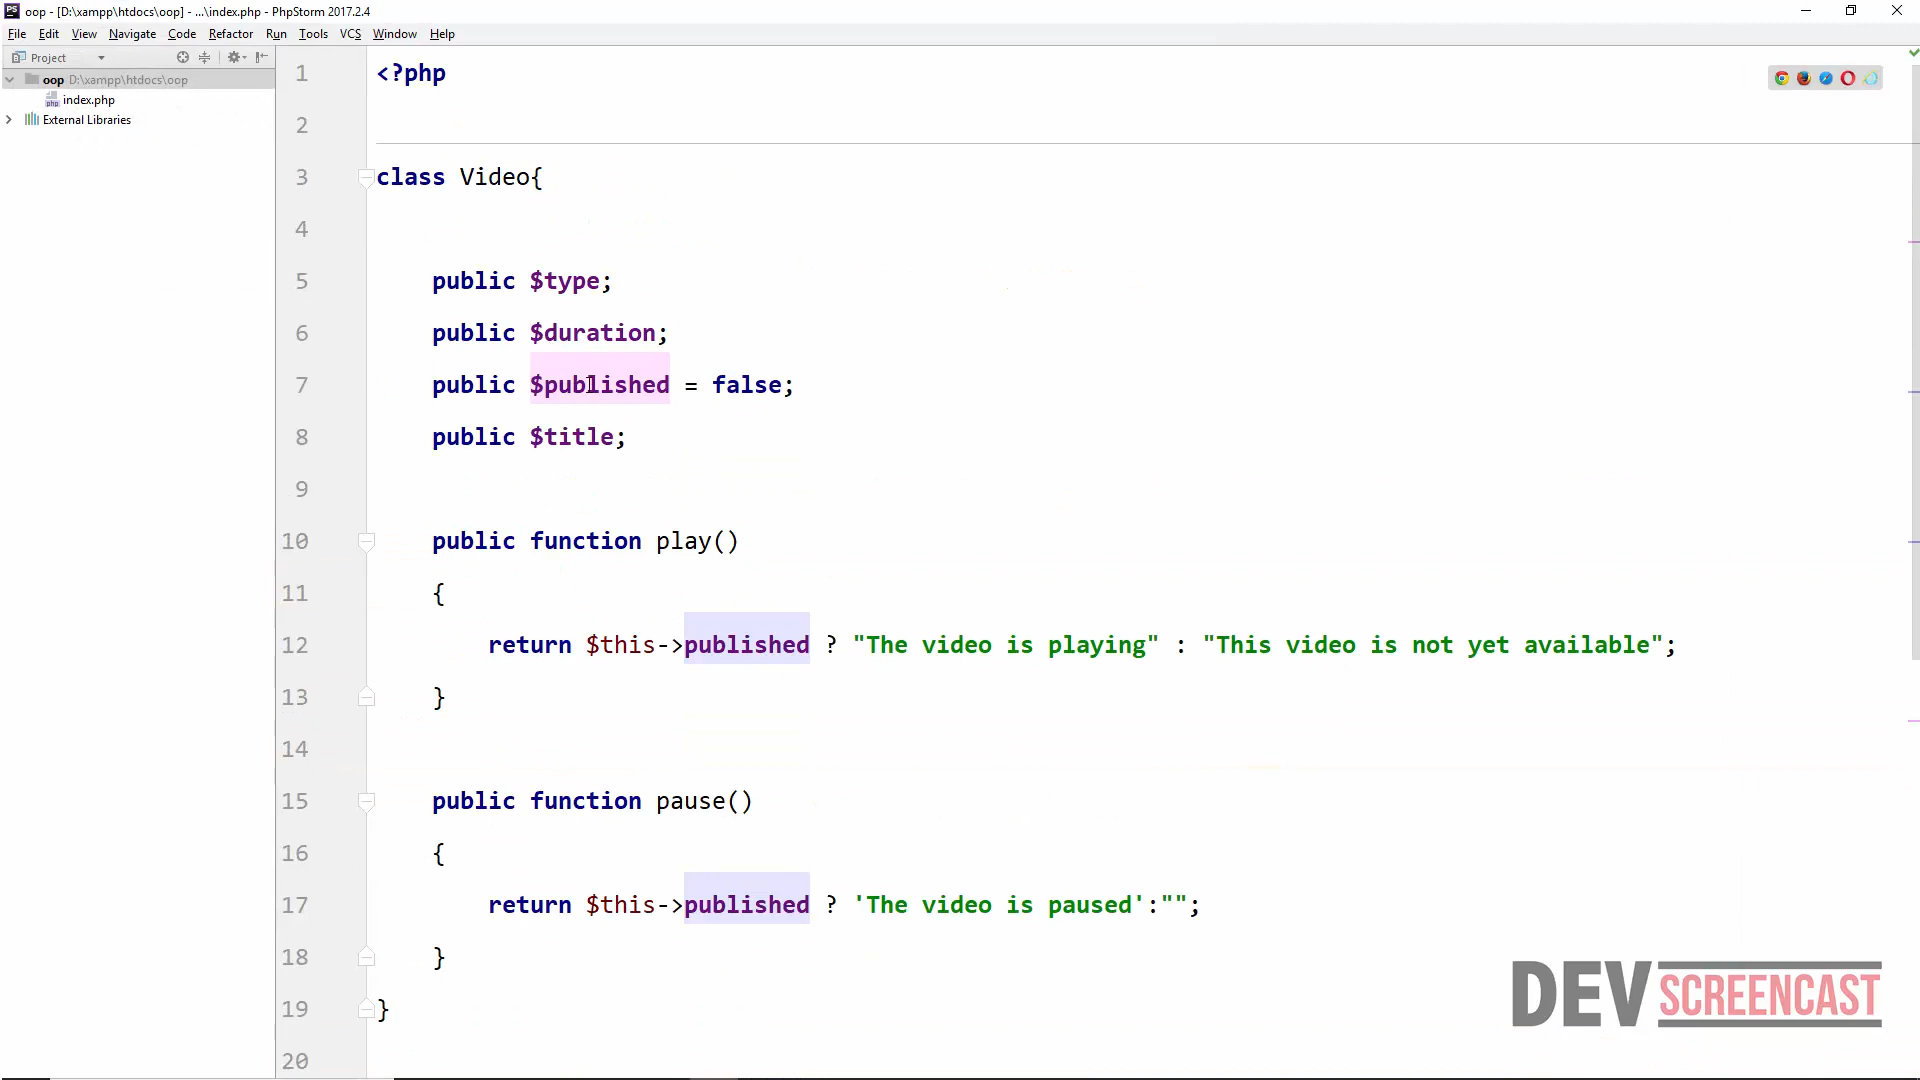 oop - [D:\xampp\htdocs\oop] - ...\index.php - PhpStorm 2017.2.4
File Edit View Navigate Code Refactor Run Tools VCS Window Help
Project
oop D:\xampp\htdocs\oop
index.php
External Libraries
1 <?php
2
3 class Video{
4
5 public $type;
6 public $duration;
7 public $published = false;
8 public $title;
9
10 public function play()
11 {
12 return $this->published ? "The video is playing" : "This video is not yet available";
13 }
14
15 public function pause()
16 {
17 return $this->published ? 'The video is paused':"";
18 }
19 }
20
DEVSCREENCAST